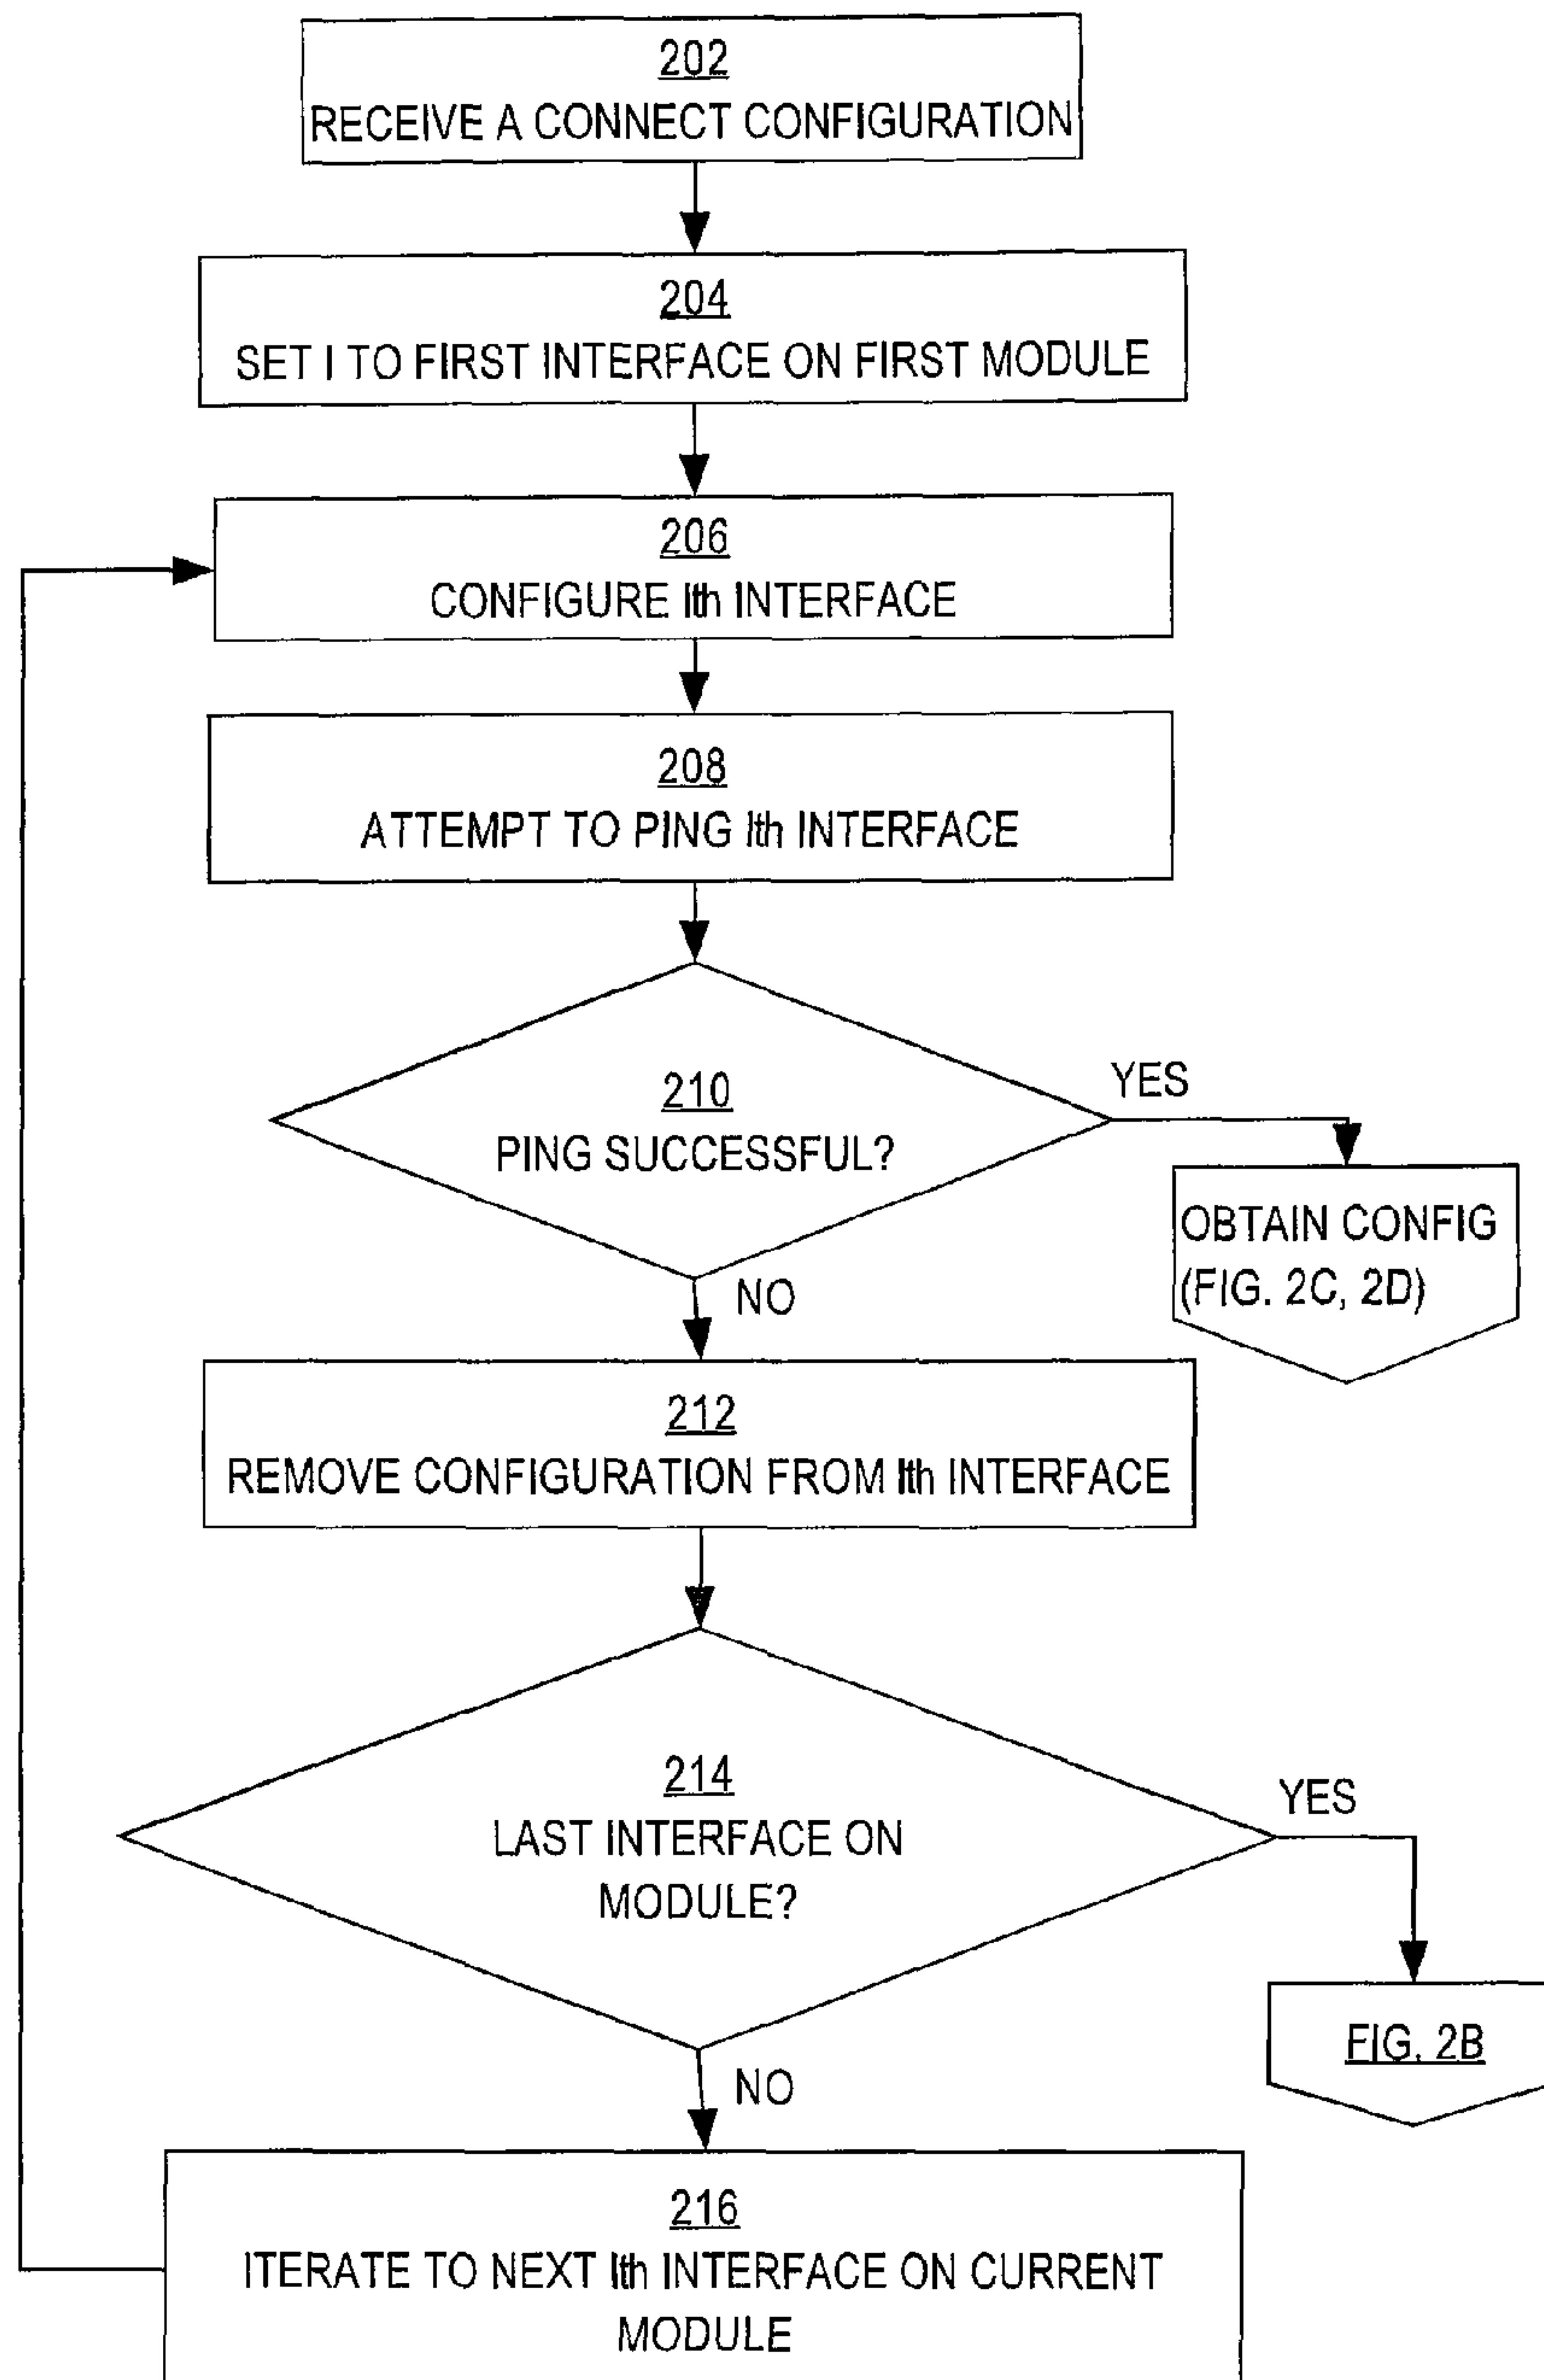 202
RECEIVE A CONNECT CONFIGURATION
204
SET I TO FIRST INTERFACE ON FIRST MODULE
206
CONFIGURE Ith INTERFACE
208
ATTEMPT TO PING Ith INTERFACE
210
PING SUCCESSFUL?
YES
OBTAIN CONFIG
(FIG. 2C, 2D)
NO
212
REMOVE CONFIGURATION FROM Ith INTERFACE
214
LAST INTERFACE ON
MODULE?
YES
FIG. 2B
NO
216
ITERATE TO NEXT Ith INTERFACE ON CURRENT
MODULE